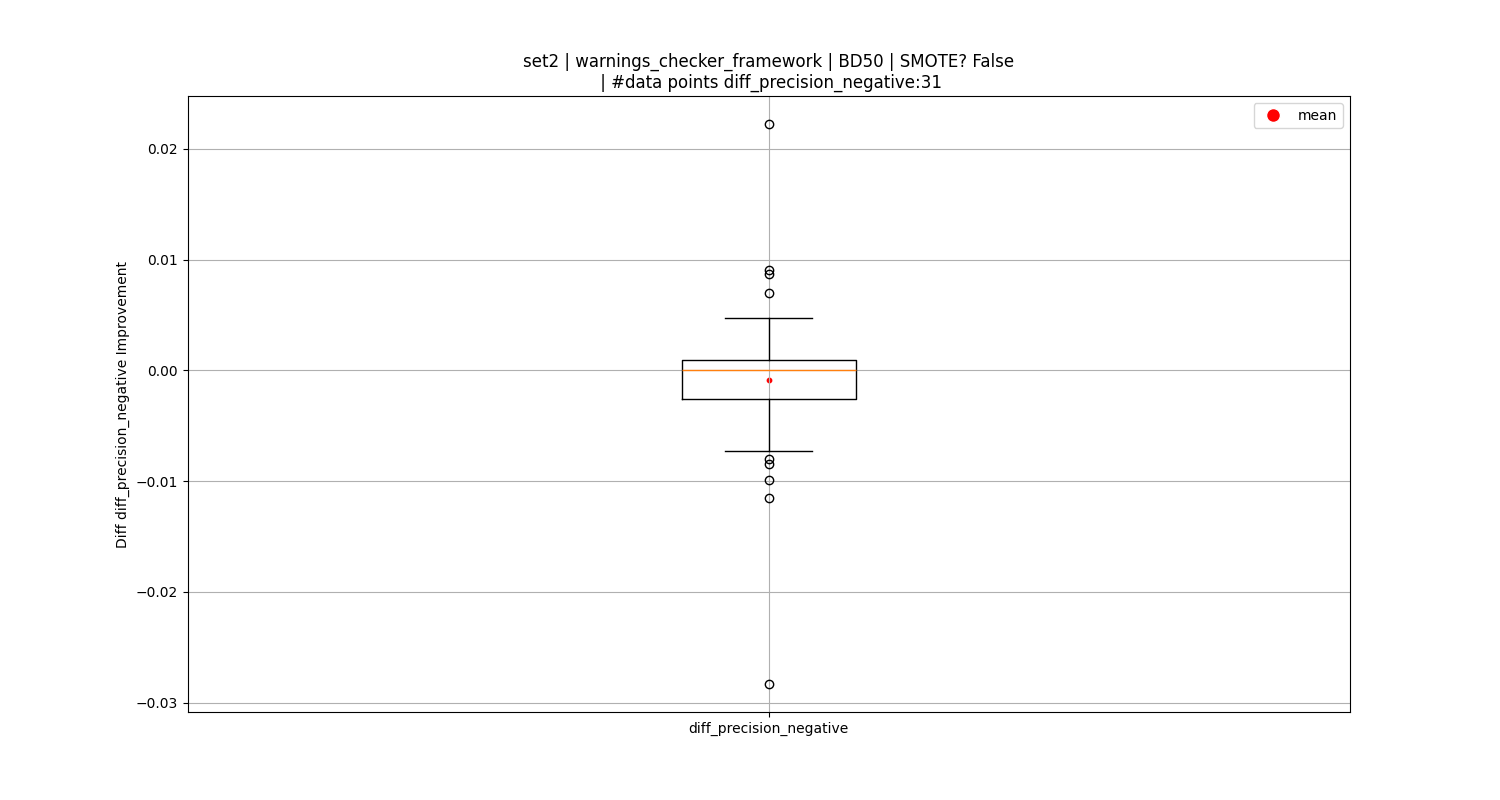 set2 | warnings_checker_framework | BD50 | SMOTE? False
| #data points diff_precision_negative:31
mean
0.02
0.01
0.00
−0.01
−0.02
−0.03
Diff diff_precision_negative Improvement
diff_precision_negative